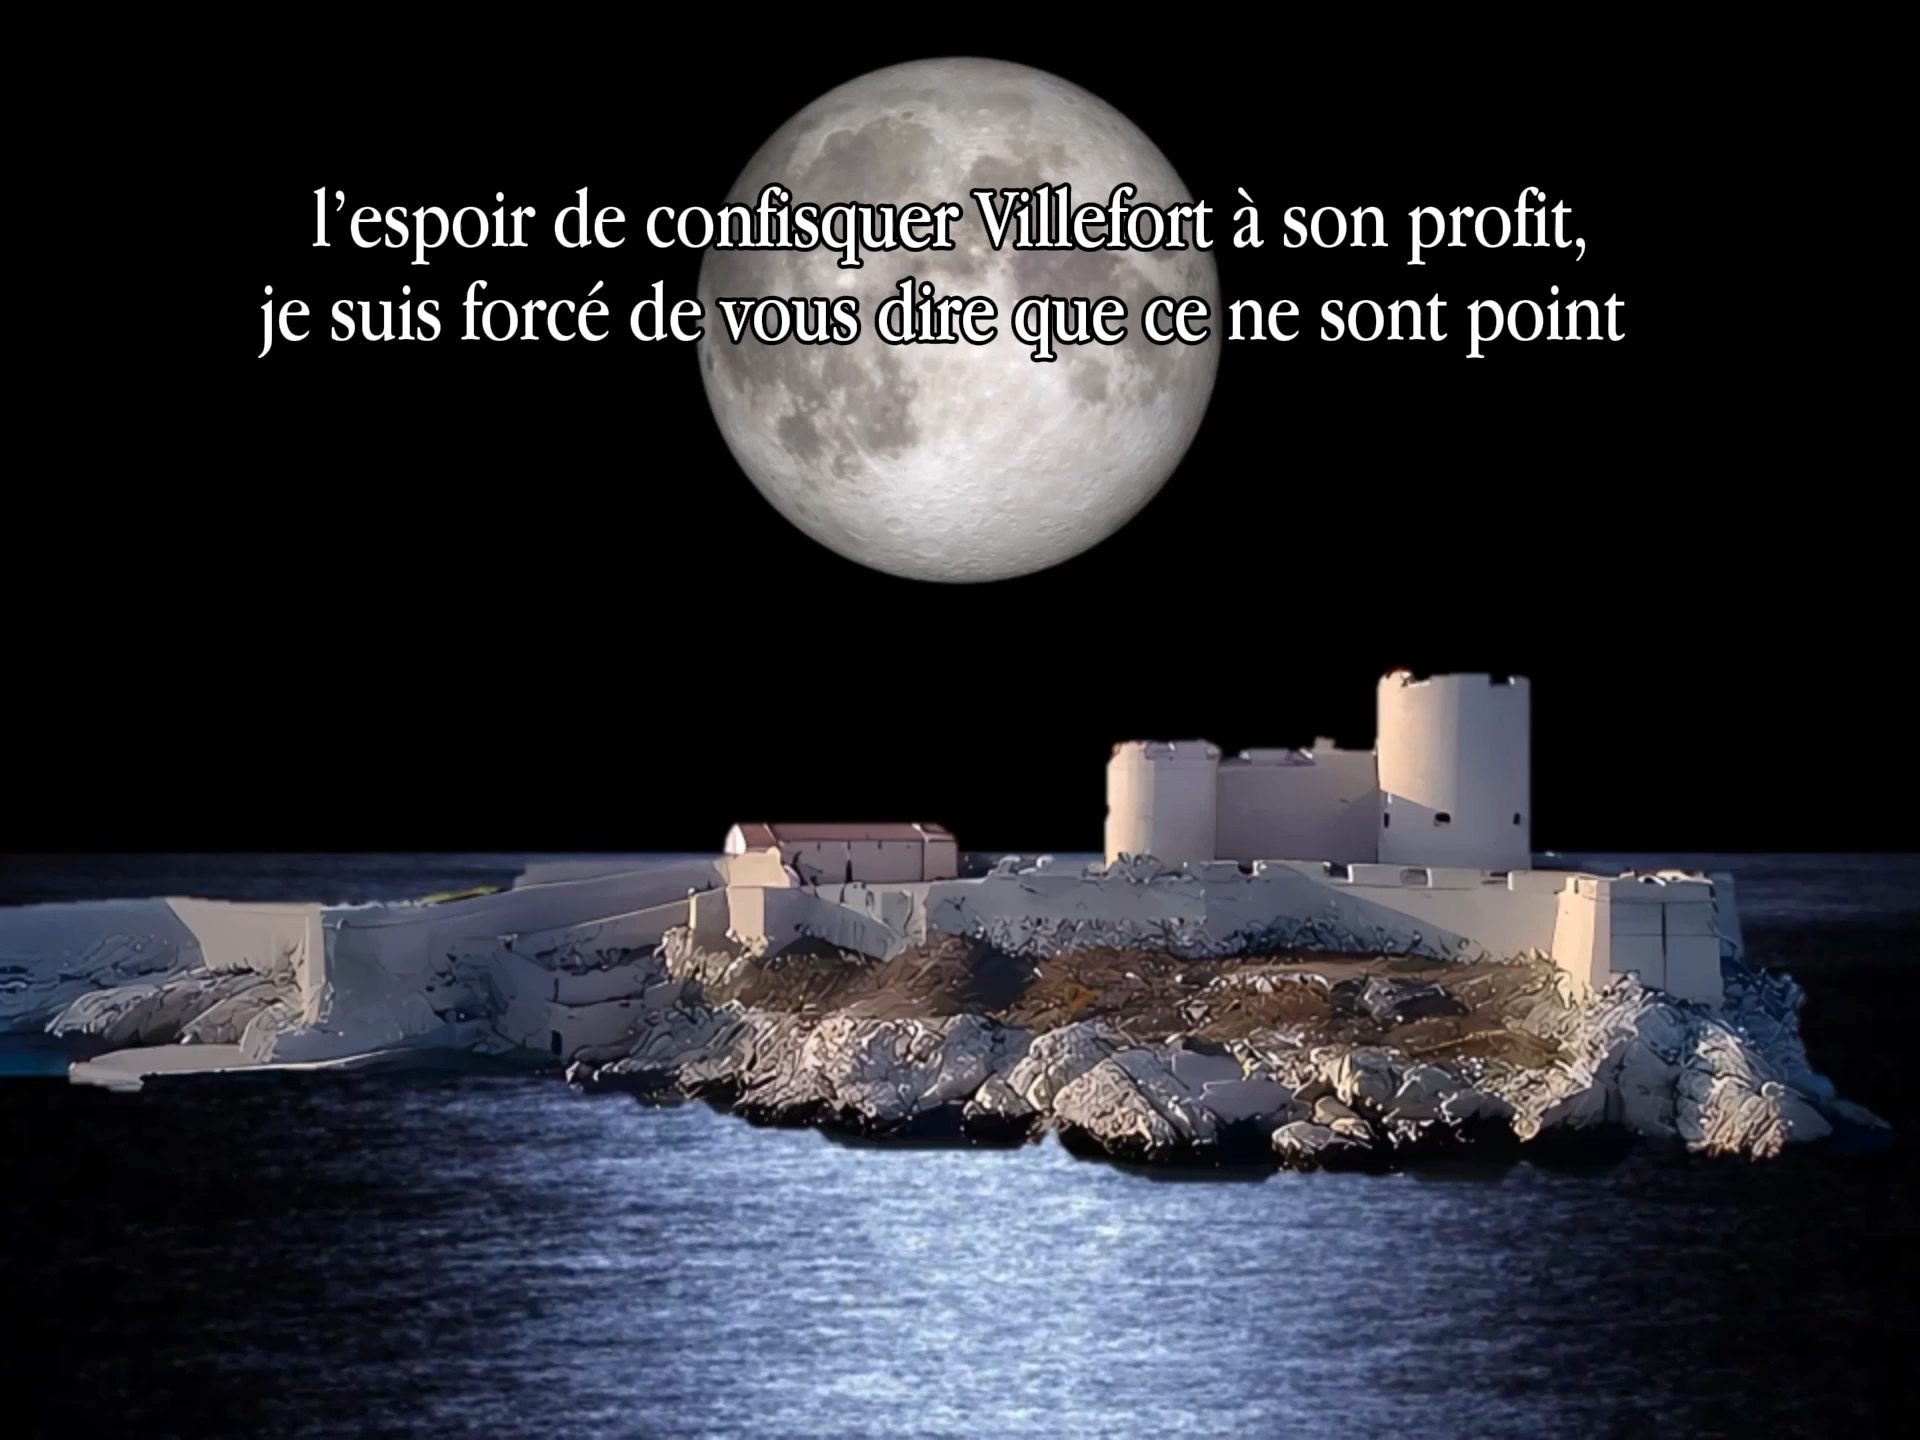 l’espoir de confisquer Villefort à son profit,
je suis forcé de vous dire que ce ne sont point